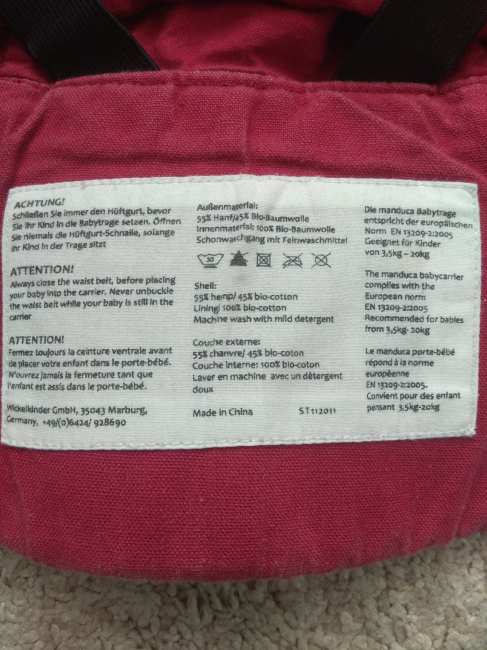 ACHTUNG!
Schließen Sie immer den Hüftgurt, bevor
Sie Ihr Kind in die Babytrage setzen. Öffnen
Sie niemals die Hüftgurt-Schnalle, solange
Ihr Kind in der Trage sitzt
ATTENTION!
Always close the waist belt, before placing
your baby into the carrier. Never unbuckle
the waist belt while your baby is still in the
carrier
ATTENTION!
Fermez toujours la ceinture ventrale avant
de placer votre enfant dans le porte-bébé.
N'ouvrez jamais la fermeture tant que
l'enfant est assis dans le porte-bébé.
Wickelkinder GmbH, 35043 Marburg,
Germany, +49/(0)6424/ 928690
Außenmaterial:
55% Hanf/45% Bio-Baumwolle
Innenmaterial: 100% Bio-Baumwolle
Schonwaschgang mit Feinwaschmittel
30
Shell:
55% hemp/ 45% bio-cotton
Lining: 100% bio-cotton
Machine wash with mild detergent
Couche externe:
55% chanvre/ 45% bio-coton
Couche interne: 100% bio-coton
Laver en machine avec un détergent
doux
Made in China ST112011
Die manduca Babytrage
entspricht der europäischen
Norm EN 13209-2:2005
Geeignet für Kinder
von 3,5kg – 20kg
The manduca babycarrier
complies with the
European norm
EN 13209-2:2005
Recommended for babies
from 3,5kg- 20kg
Le manduca porte-bébé
répond à la norme
européenne
EN 13209-2:2005.
Convient pour des enfant
pensant 3,5kg-20kg